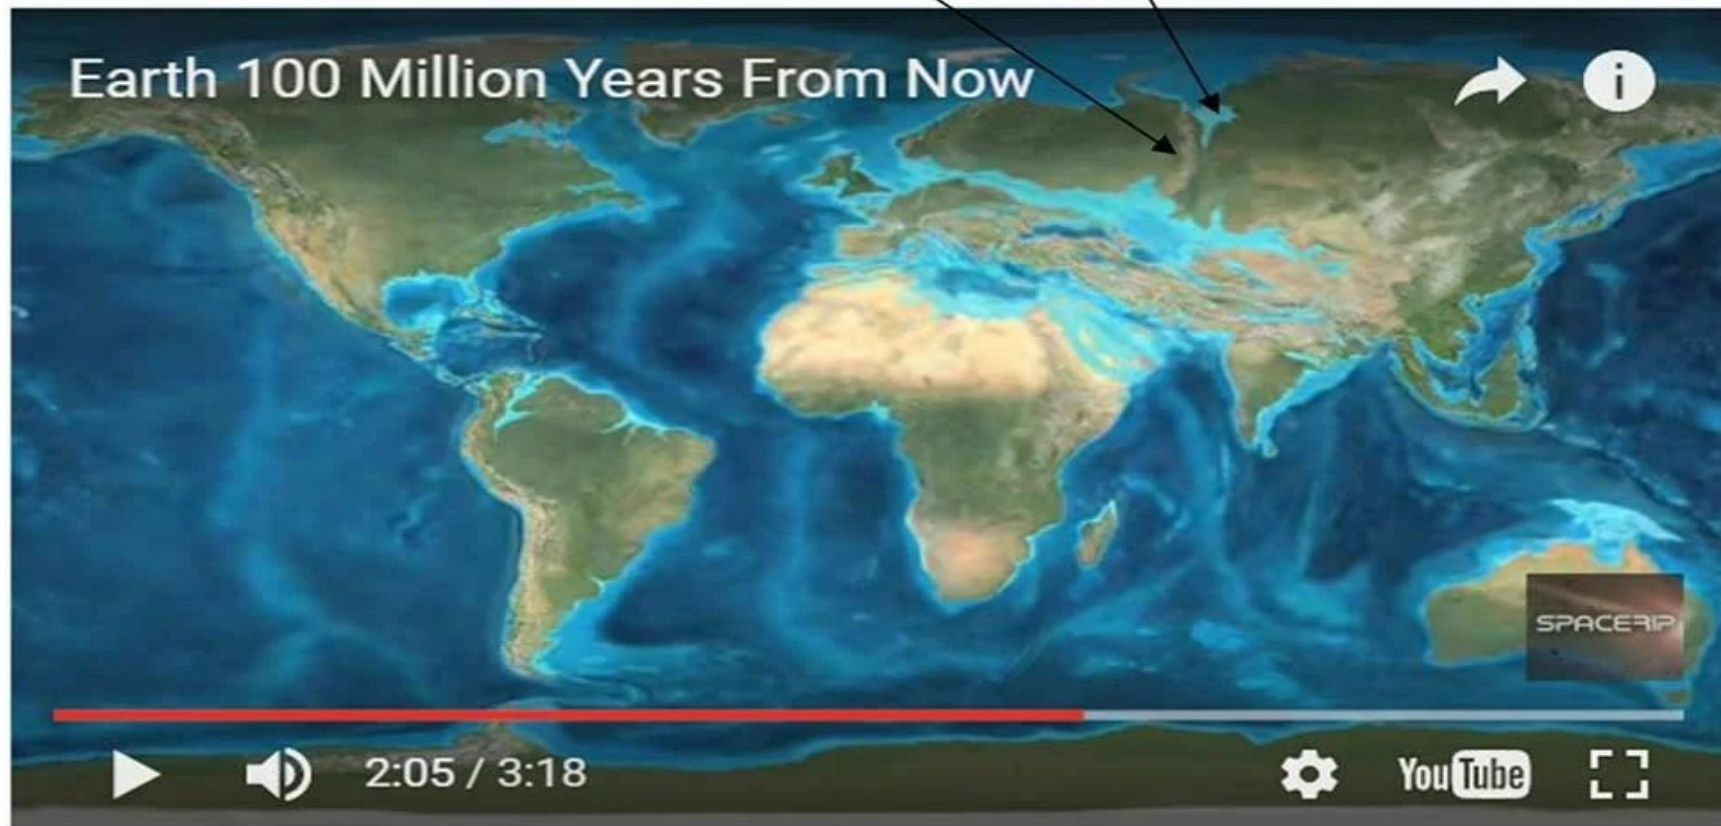 Earth 100 Million Years From Now
i
SPACERIP
2:05 / 3:18
YouTube